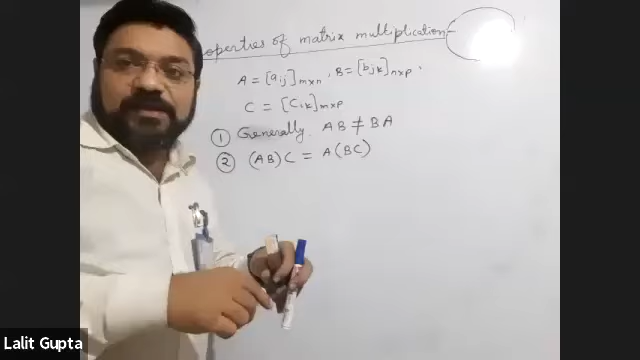 operties of matrix multiplication
A = [aij]m×n, B = [bjk]n×p.
C = [Cik]m×p
① Generally. AB ≠ BA
② (AB)C = A(BC)
Lalit Gupta